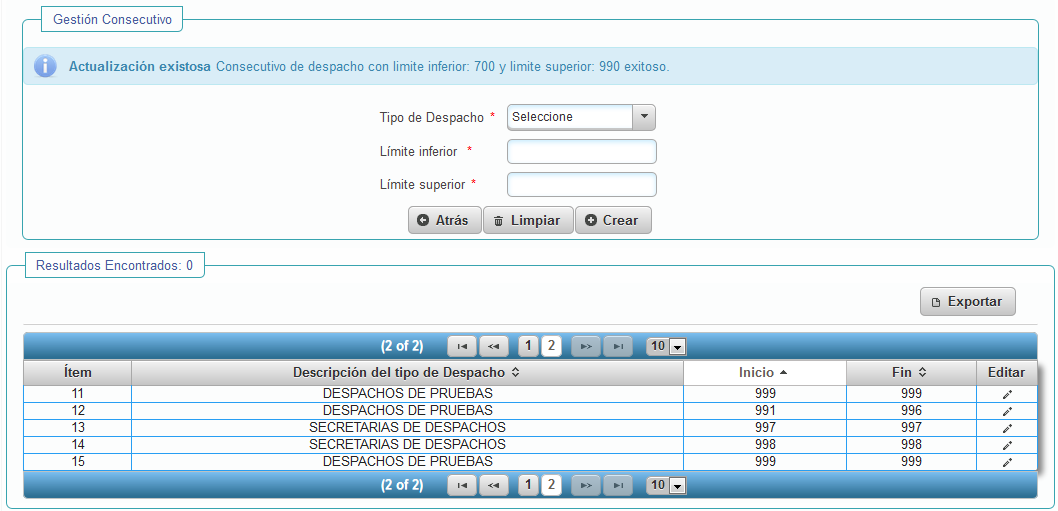 Gestión Consecutivo
Actualización existosa Consecutivo de despacho con limite inferior: 700 y limite superior: 990 exitoso.
Tipo de Despacho * Seleccione
Límite inferior *
Límite superior *
Atrás Limpiar Crear
Resultados Encontrados: 0
Exportar
(2 of 2) 1 2 10
Ítem Descripción del tipo de Despacho Inicio Fin Editar
11 DESPACHOS DE PRUEBAS 999 999
12 DESPACHOS DE PRUEBAS 991 996
13 SECRETARIAS DE DESPACHOS 997 997
14 SECRETARIAS DE DESPACHOS 998 998
15 DESPACHOS DE PRUEBAS 999 999
(2 of 2) 1 2 10